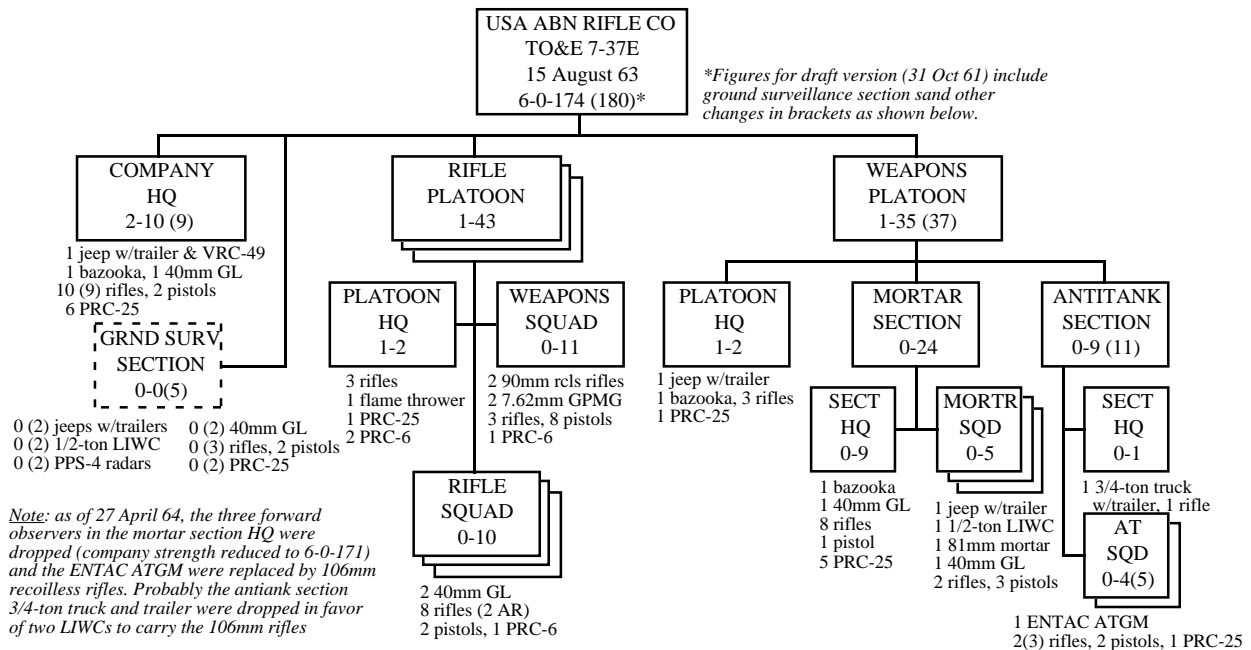 USA ABN RIFLE CO
TO&E 7-37E
15 August 63
6-0-174 (180)*
*Figures for draft version (31 Oct 61) include
ground surveillance section sand other
changes in brackets as shown below.
COMPANY
HQ
2-10 (9)
1 jeep w/trailer & VRC-49
1 bazooka, 1 40mm GL
10 (9) rifles, 2 pistols
6 PRC-25
GRND SURV
SECTION
0-0(5)
0 (2) jeeps w/trailers
0 (2) 1/2-ton LIWC
0 (2) PPS-4 radars
0 (2) 40mm GL
0 (3) rifles, 2 pistols
0 (2) PRC-25
RIFLE
PLATOON
1-43
PLATOON
HQ
1-2
3 rifles
1 flame thrower
1 PRC-25
2 PRC-6
WEAPONS
SQUAD
0-11
2 90mm rcls rifles
2 7.62mm GPMG
3 rifles, 8 pistols
1 PRC-6
RIFLE
SQUAD
0-10
2 40mm GL
8 rifles (2 AR)
2 pistols, 1 PRC-6
WEAPONS
PLATOON
1-35 (37)
PLATOON
HQ
1-2
1 jeep w/trailer
1 bazooka, 3 rifles
1 PRC-25
MORTAR
SECTION
0-24
SECT
HQ
0-9
1 bazooka
1 40mm GL
8 rifles
1 pistol
5 PRC-25
MORTR
SQD
0-5
1 jeep w/trailer
1 1/2-ton LIWC
1 81mm mortar
1 40mm GL
2 rifles, 3 pistols
ANTITANK
SECTION
0-9 (11)
SECT
HQ
0-1
1 3/4-ton truck
w/trailer, 1 rifle
AT
SQD
0-4(5)
1 ENTAC ATGM
2(3) rifles, 2 pistols, 1 PRC-25
Note: as of 27 April 64, the three forward
observers in the mortar section HQ were
dropped (company strength reduced to 6-0-171)
and the ENTAC ATGM were replaced by 106mm
recoilless rifles. Probably the antiank section
3/4-ton truck and trailer were dropped in favor
of two LIWCs to carry the 106mm rifles